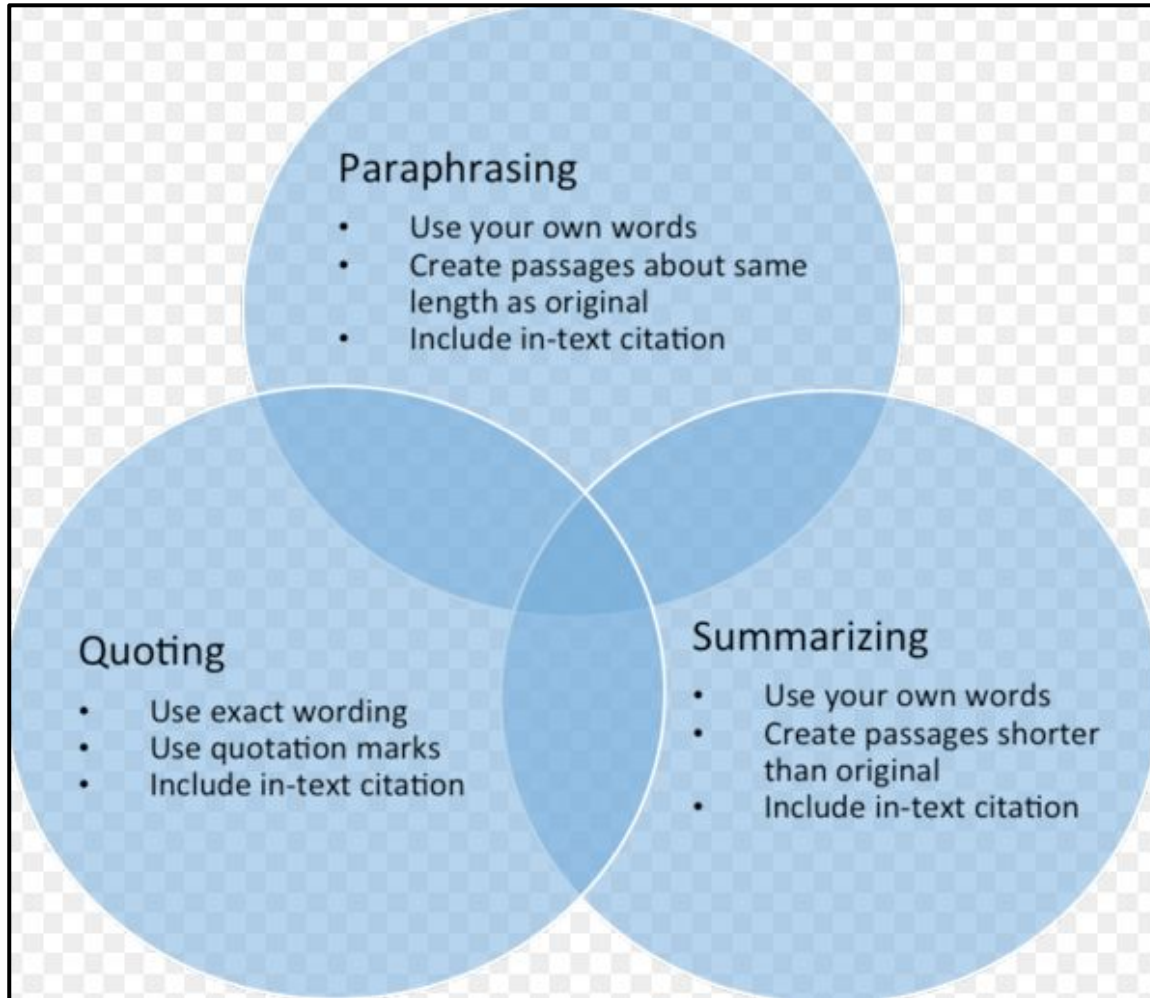 Paraphrasing
• Use your own words
• Create passages about same
length as original
• Include in-text citation
Quoting
• Use exact wording
• Use quotation marks
• Include in-text citation
Summarizing
• Use your own words
• Create passages shorter
than original
• Include in-text citation